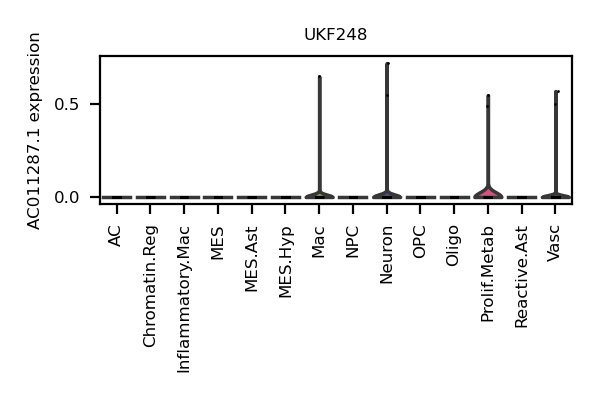 UKF248
AC011287.1 expression
0.5
0.0
AC
Chromatin.Reg
Inflammatory.Mac
MES
MES.Ast
MES.Hyp
Mac
NPC
Neuron
OPC
Oligo
Prolif.Metab
Reactive.Ast
Vasc